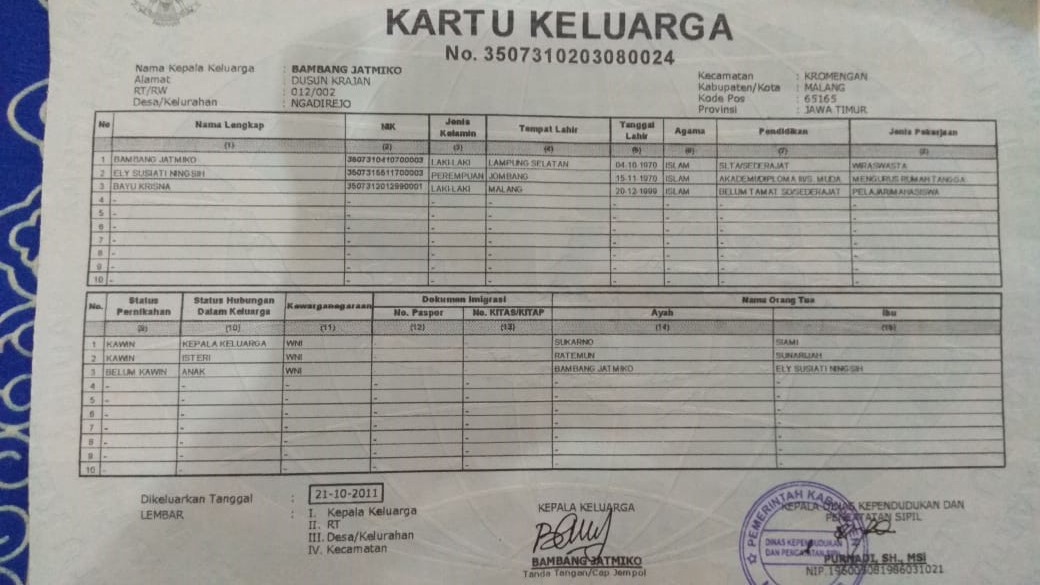 KARTU KELUARGA
No. 3507310203080024
Nama Kepala Keluarga : BAMBANG JATMIKO
Alamat : DUSUN KRAJAN
RT/RW : 012/002
Desa/Kelurahan : NGADIREJO
Kecamatan : KROMENGAN
Kabupaten/Kota : MALANG
Kode Pos : 65165
Provinsi : JAWA TIMUR
No Nama Lengkap NIK Jenis Kelamin Tempat Lahir Tanggal Lahir Agama Pendidikan Jenis Pekerjaan
(1) (2) (3) (4) (5) (6) (7) (8)
1 BAMBANG JATMIKO 3507310410700003 LAKI-LAKI LAMPUNG SELATAN 04-10-1970 ISLAM SLTA/SEDERAJAT WIRASWASTA
2 ELY SUSIATI NINGSIH PEREMPUAN JOMBANG 15-11-1970 ISLAM AKADEMI/DIPLOMA III/S. MUDA MENGURUS RUMAH TANGGA
3 BAYU KRISNA 3507312012990001 LAKI-LAKI MALANG 20-12-1999 ISLAM BELUM TAMAT SD/SEDERAJAT PELAJAR/MAHASISWA
4 - - - - - - - -
5 - - - - - - - -
6 - - - - - - - -
7 - - - - - - - -
8 - - - - - - - -
9 - - - - - - - -
10 - - - - - - - -
No. Status Pernikahan Status Hubungan Dalam Keluarga Kewarganegaraan Dokumen Imigrasi Nama Orang Tua
No. Paspor No. KITAS/KITAP Ayah Ibu
(9) (10) (11) (12) (13) (14) (15)
1 KAWIN KEPALA KELUARGA WNI - - SUKARNO SIAMI
2 KAWIN ISTERI WNI - - RATEMUN SUNARIJAH
3 BELUM KAWIN ANAK WNI - - BAMBANG JATMIKO ELY SUSIATI NINGSIH
4 - - - - - - -
5 - - - - - - -
6 - - - - - - -
7 - - - - - - -
8 - - - - - - -
9 - - - - - - -
10 - - - - - - -
Dikeluarkan Tanggal : 21-10-2011
LEMBAR : I. Kepala Keluarga
II. RT
III. Desa/Kelurahan
IV. Kecamatan
KEPALA KELUARGA
BAMBANG JATMIKO
Tanda Tangan/Cap Jempol
KEPALA DINAS KEPENDUDUKAN DAN
PENCATATAN SIPIL
PEMERINTAH KAB
DINAS KEPENDUDUKAN
DAN PENCATATAN SIPIL
PURNADI, SH., MSi
NIP.